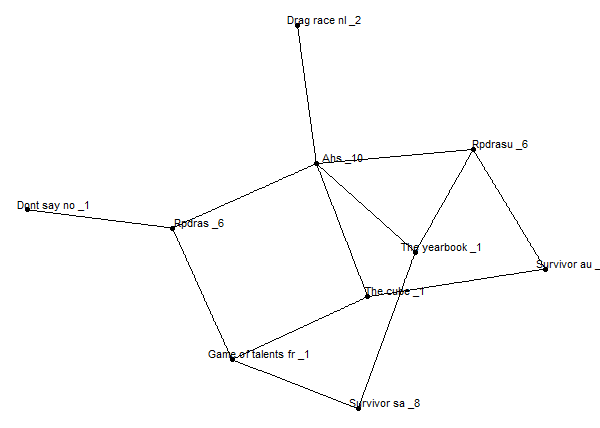 Drag race nl _2
Ahs _10
Rpdrasu _6
Dont say no _1
Rpdras _6
The yearbook _1
Survivor au _
The cube _1
Game of talents fr _1
Survivor sa _8